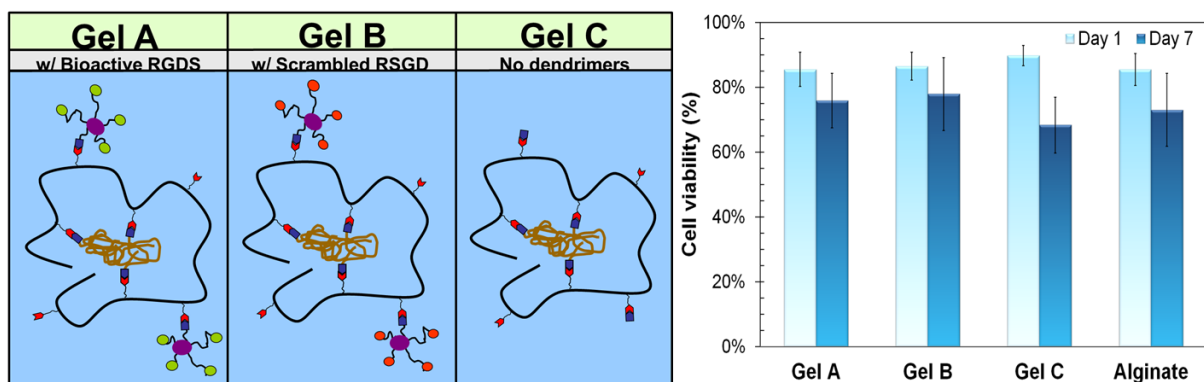 Gel A
w/ Bioactive RGDS
Gel B
w/ Scrambled RSGD
Gel C
No dendrimers
Cell viability (%)
100%
80%
60%
40%
20%
0%
Day 1
Day 7
Gel A
Gel B
Gel C
Alginate